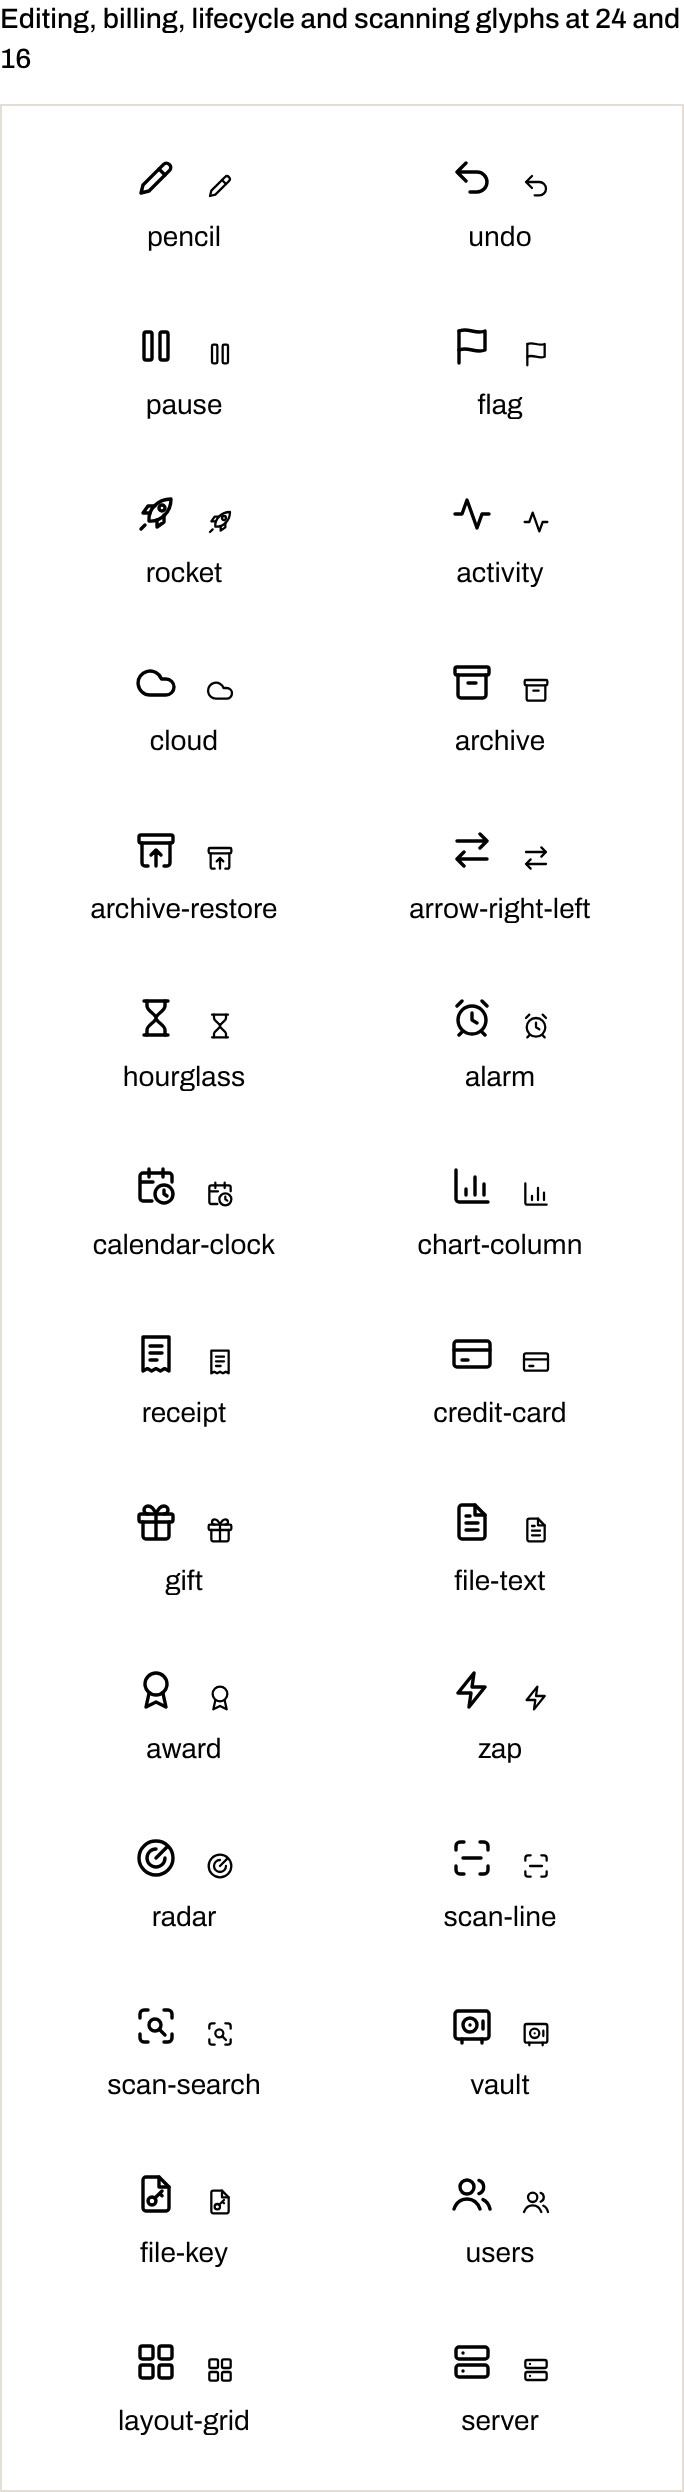 Editing, billing, lifecycle and scanning glyphs at 24 and
16
pencil
undo
pause
flag
rocket
activity
cloud
archive
archive-restore
arrow-right-left
hourglass
alarm
calendar-clock
chart-column
receipt
credit-card
gift
file-text
award
zap
radar
scan-line
scan-search
vault
file-key
users
layout-grid
server